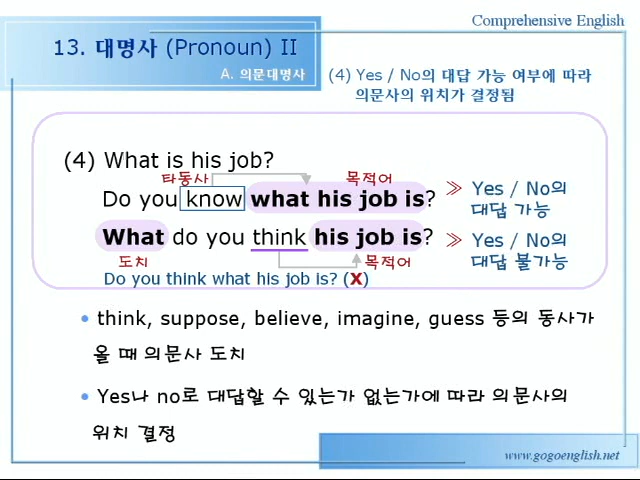 Comprehensive English
13. 대명사 (Pronoun) II
A. 의문대명사
(4) Yes / No의 대답 가능 여부에 따라
의문사의 위치가 결정됨
(4) What is his job?
타동사 목적어
Do you know what his job is? ≫ Yes / No의
대답 가능
What do you think his job is? ≫ Yes / No의
대답 불가능
도치 목적어
Do you think what his job is? (X)
• think, suppose, believe, imagine, guess 등의 동사가
올 때 의문사 도치
• Yes나 no로 대답할 수 있는가 없는가에 따라 의문사의
위치 결정
www.gogoenglish.net